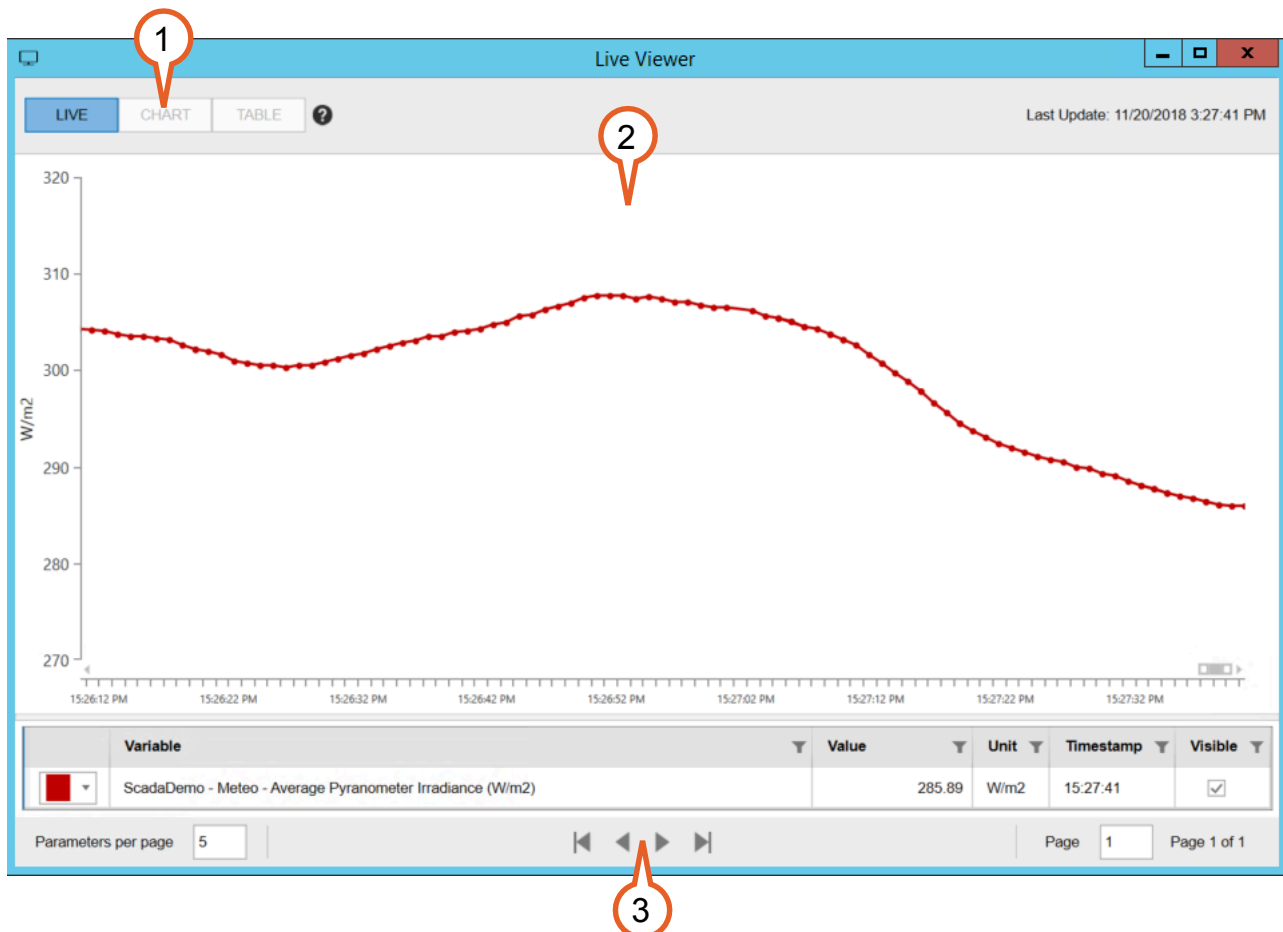 1
Live Viewer
LIVE CHART TABLE ? Last Update: 11/20/2018 3:27:41 PM
2
320
310
300
W/m2
290
280
270
15:26:12 PM 15:26:22 PM 15:26:32 PM 15:26:42 PM 15:26:52 PM 15:27:02 PM 15:27:12 PM 15:27:22 PM 15:27:32 PM
Variable Value Unit Timestamp Visible
ScadaDemo - Meteo - Average Pyranometer Irradiance (W/m2) 285.89 W/m2 15:27:41
Parameters per page 5 Page 1 Page 1 of 1
3